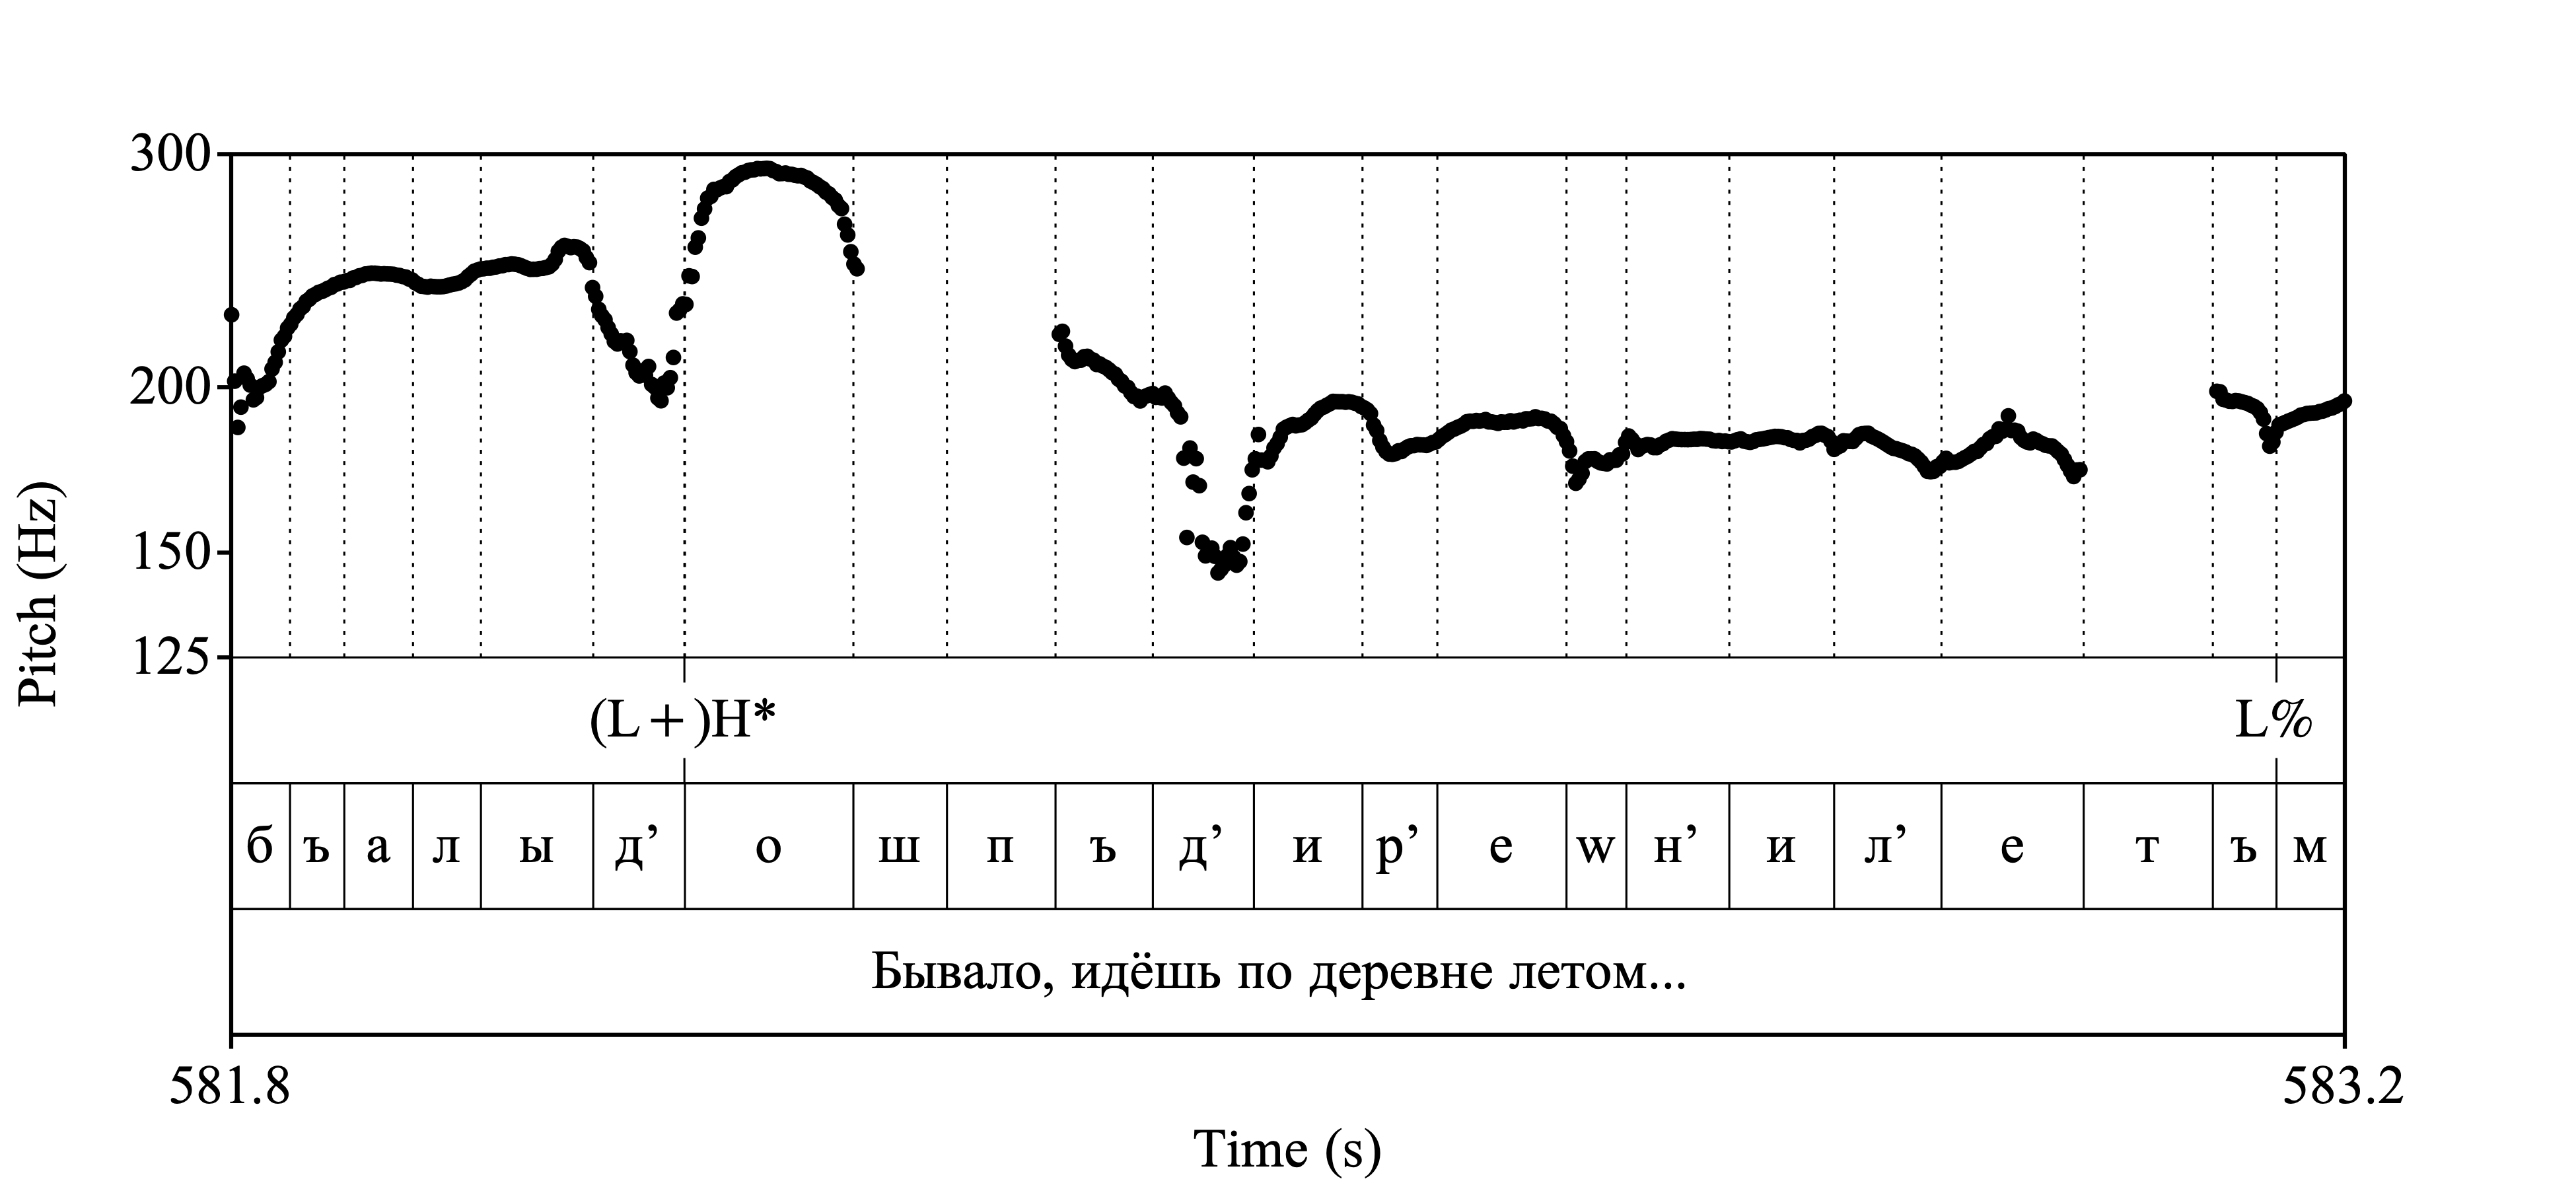 300
200
150
125
Pitch (Hz)
(L+)H* L%
б ъ а л ы д’ о ш п ъ д’ и р’ е w н’ и л’ е т ъ м
Бывало, идёшь по деревне летом...
581.8 583.2
Time (s)